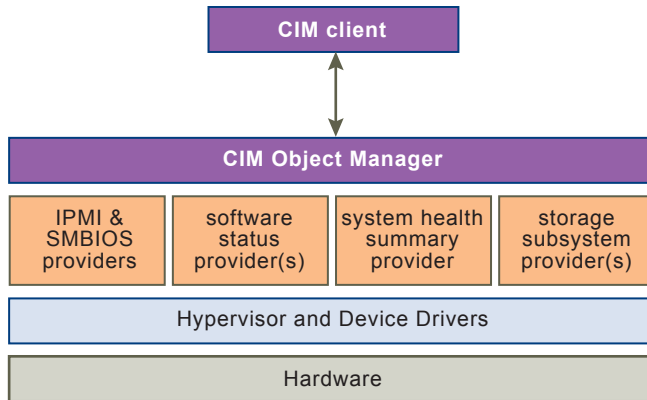 CIM client
CIM Object Manager
IPMI &
SMBIOS
providers
software
status
provider(s)
system health
summary
provider
storage
subsystem
provider(s)
Hypervisor and Device Drivers
Hardware